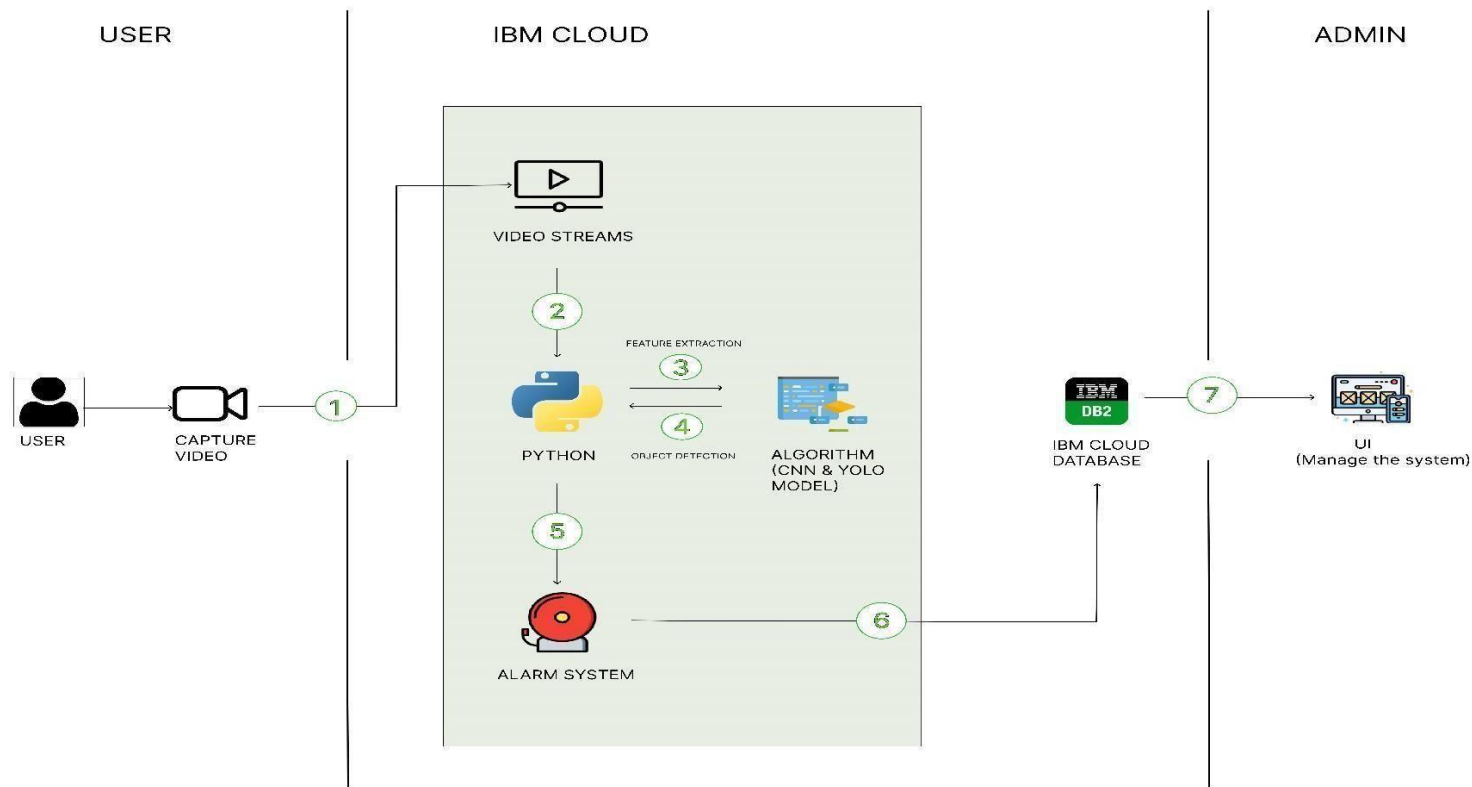 USER
IBM CLOUD
ADMIN
VIDEO STREAMS
2
FEATURE EXTRACTION
3
1
4
USER
CAPTURE
VIDEO
PYTHON
OBJECT DETECTION
ALGORITHM
(CNN & YOLO
MODEL)
IBM
DB2
IBM CLOUD
DATABASE
7
UI
(Manage the system)
5
6
ALARM SYSTEM